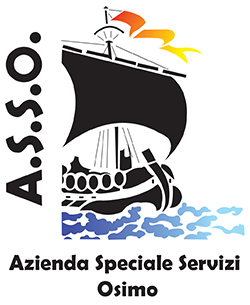 A.S.S.O.
Azienda Speciale Servizi
Osimo